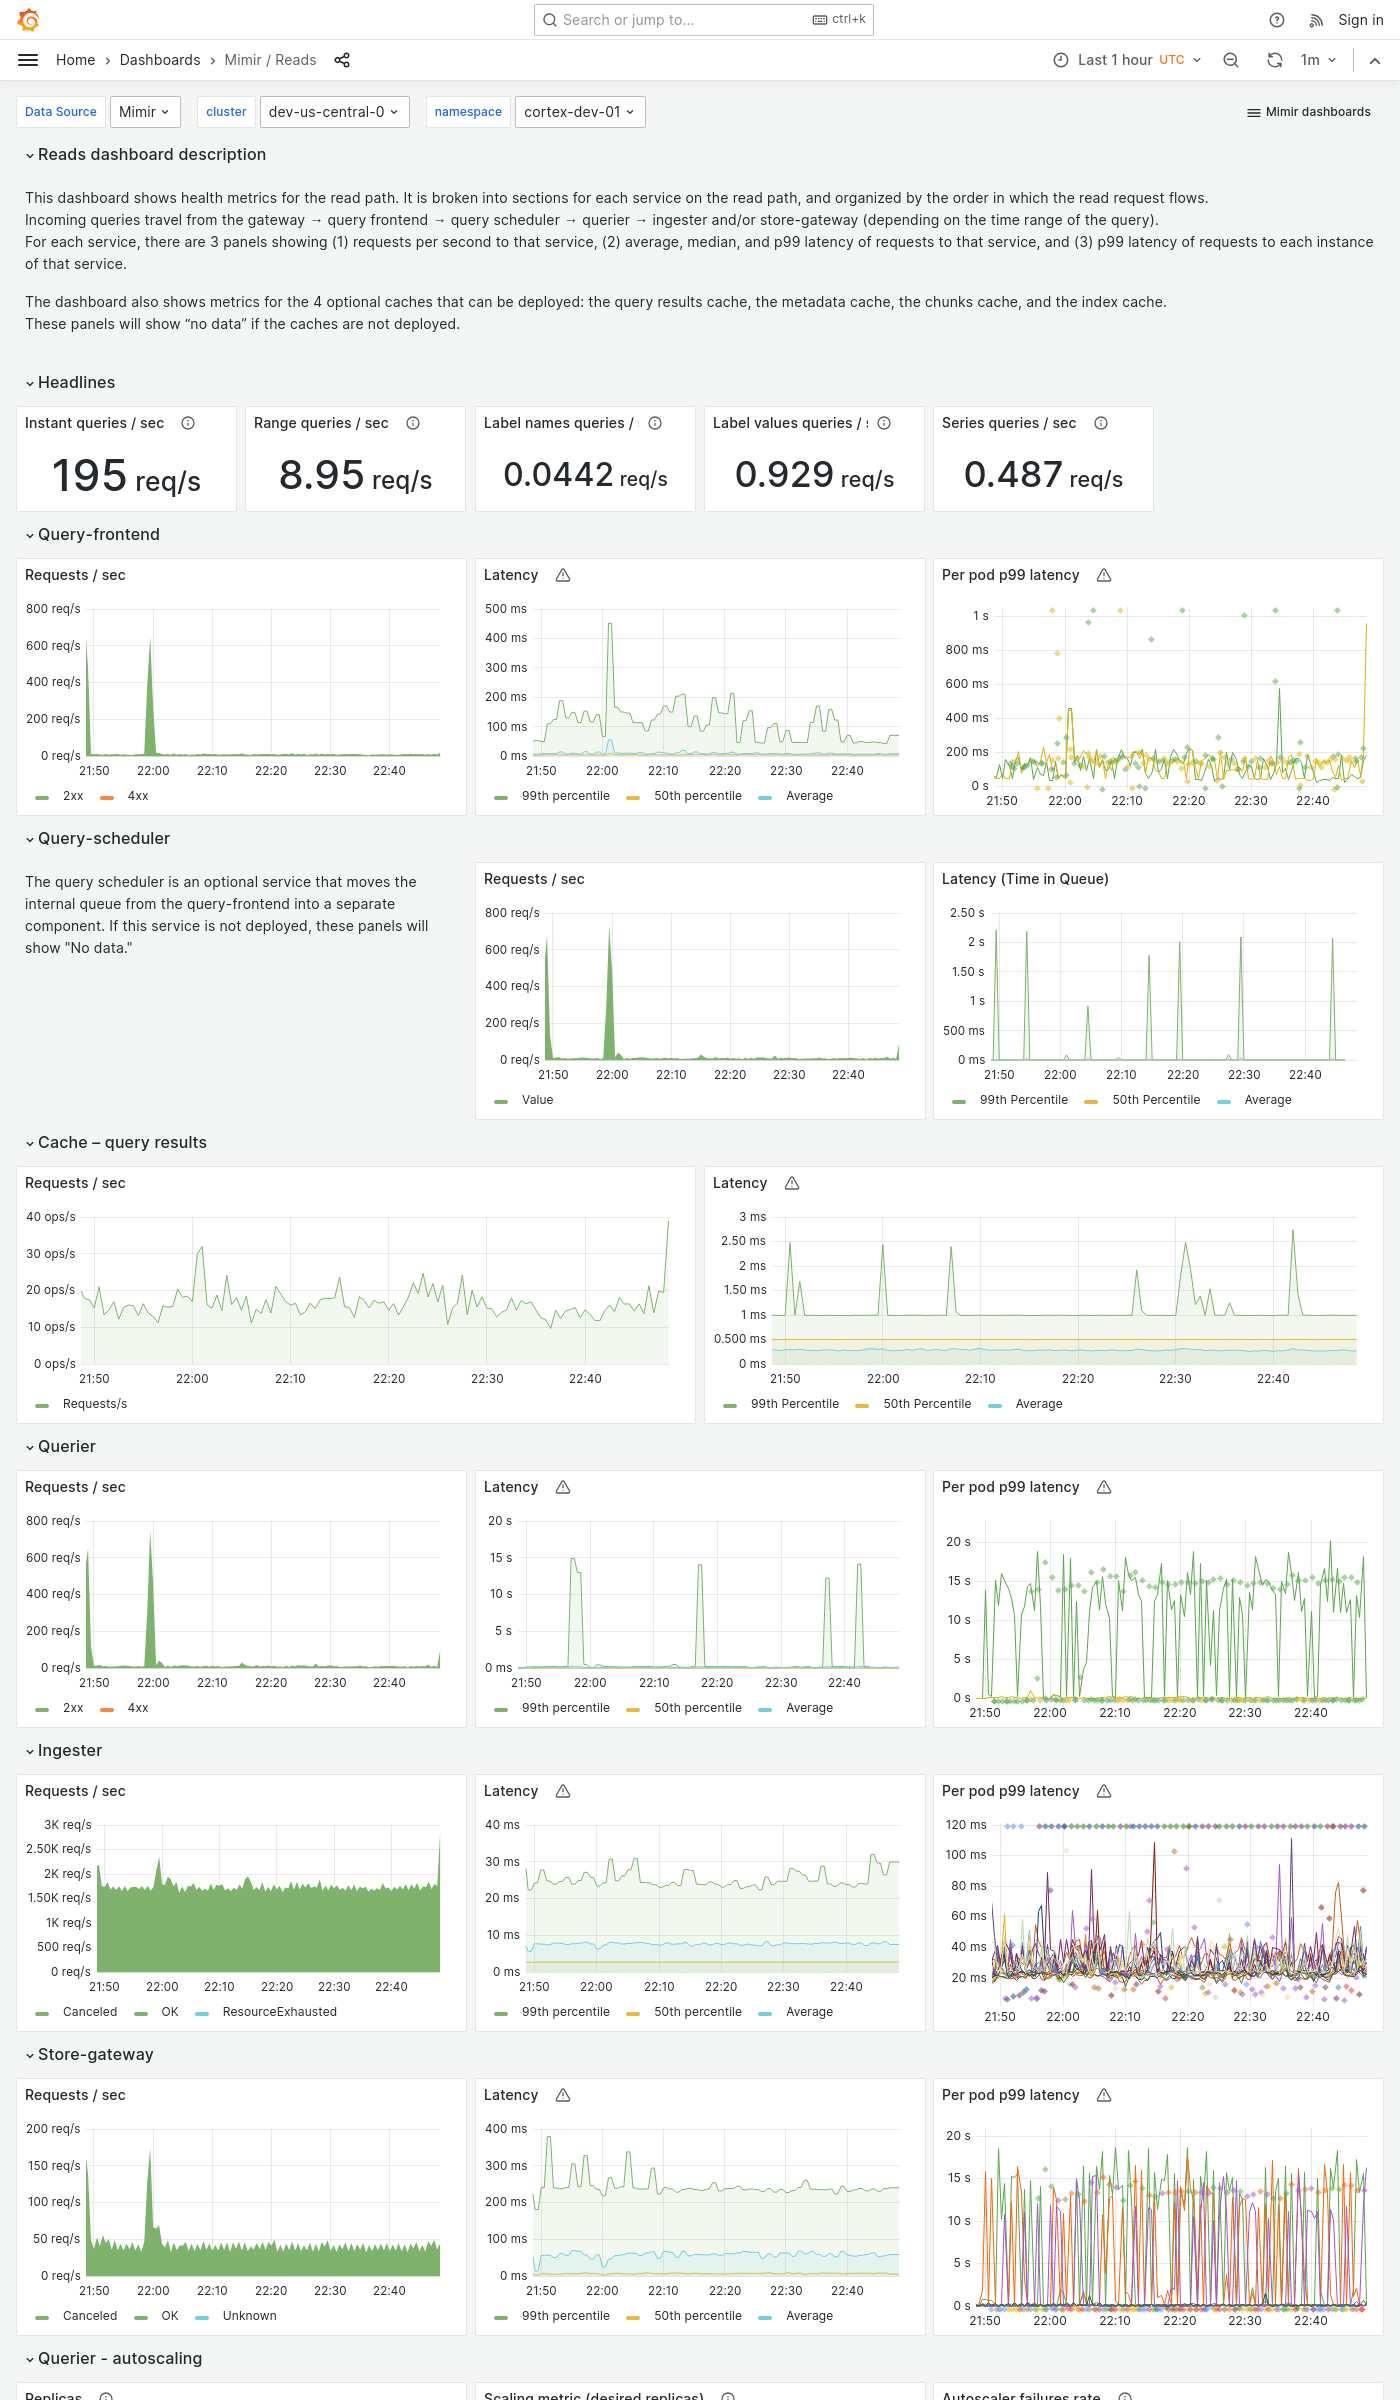 Search or jump to...
ctrl+k
Sign in
Home › Dashboards › Mimir / Reads
Last 1 hour UTC
1m
Data Source Mimir cluster dev-us-central-0 namespace cortex-dev-01
Mimir dashboards
Reads dashboard description
This dashboard shows health metrics for the read path. It is broken into sections for each service on the read path, and organized by the order in which the read request flows.
Incoming queries travel from the gateway → query frontend → query scheduler → querier → ingester and/or store-gateway (depending on the time range of the query).
For each service, there are 3 panels showing (1) requests per second to that service, (2) average, median, and p99 latency of requests to that service, and (3) p99 latency of requests to each instance
of that service.
The dashboard also shows metrics for the 4 optional caches that can be deployed: the query results cache, the metadata cache, the chunks cache, and the index cache.
These panels will show “no data” if the caches are not deployed.
Headlines
Instant queries / sec
195 req/s
Range queries / sec
8.95 req/s
Label names queries /
0.0442 req/s
Label values queries /
0.929 req/s
Series queries / sec
0.487 req/s
Query-frontend
Requests / sec
800 req/s
600 req/s
400 req/s
200 req/s
0 req/s
21:50 22:00 22:10 22:20 22:30 22:40
2xx 4xx
Latency
500 ms
400 ms
300 ms
200 ms
100 ms
0 ms
21:50 22:00 22:10 22:20 22:30 22:40
99th percentile 50th percentile Average
Per pod p99 latency
1 s
800 ms
600 ms
400 ms
200 ms
0 s
21:50 22:00 22:10 22:20 22:30 22:40
Query-scheduler
The query scheduler is an optional service that moves the
internal queue from the query-frontend into a separate
component. If this service is not deployed, these panels will
show "No data."
Requests / sec
800 req/s
600 req/s
400 req/s
200 req/s
0 req/s
21:50 22:00 22:10 22:20 22:30 22:40
Value
Latency (Time in Queue)
2.50 s
2 s
1.50 s
1 s
500 ms
0 ms
21:50 22:00 22:10 22:20 22:30 22:40
99th Percentile 50th Percentile Average
Cache – query results
Requests / sec
40 ops/s
30 ops/s
20 ops/s
10 ops/s
0 ops/s
21:50 22:00 22:10 22:20 22:30 22:40
Requests/s
Latency
3 ms
2.50 ms
2 ms
1.50 ms
1 ms
0.500 ms
0 ms
21:50 22:00 22:10 22:20 22:30 22:40
99th Percentile 50th Percentile Average
Querier
Requests / sec
800 req/s
600 req/s
400 req/s
200 req/s
0 req/s
21:50 22:00 22:10 22:20 22:30 22:40
2xx 4xx
Latency
20 s
15 s
10 s
5 s
0 ms
21:50 22:00 22:10 22:20 22:30 22:40
99th percentile 50th percentile Average
Per pod p99 latency
20 s
15 s
10 s
5 s
0 s
21:50 22:00 22:10 22:20 22:30 22:40
Ingester
Requests / sec
3K req/s
2.50K req/s
2K req/s
1.50K req/s
1K req/s
500 req/s
0 req/s
21:50 22:00 22:10 22:20 22:30 22:40
Canceled OK ResourceExhausted
Latency
40 ms
30 ms
20 ms
10 ms
0 ms
21:50 22:00 22:10 22:20 22:30 22:40
99th percentile 50th percentile Average
Per pod p99 latency
120 ms
100 ms
80 ms
60 ms
40 ms
20 ms
21:50 22:00 22:10 22:20 22:30 22:40
Store-gateway
Requests / sec
200 req/s
150 req/s
100 req/s
50 req/s
0 req/s
21:50 22:00 22:10 22:20 22:30 22:40
Canceled OK Unknown
Latency
400 ms
300 ms
200 ms
100 ms
0 ms
21:50 22:00 22:10 22:20 22:30 22:40
99th percentile 50th percentile Average
Per pod p99 latency
20 s
15 s
10 s
5 s
0 s
21:50 22:00 22:10 22:20 22:30 22:40
Querier - autoscaling
Replicas
Scaling metric (desired replicas)
Autoscaler failures rate